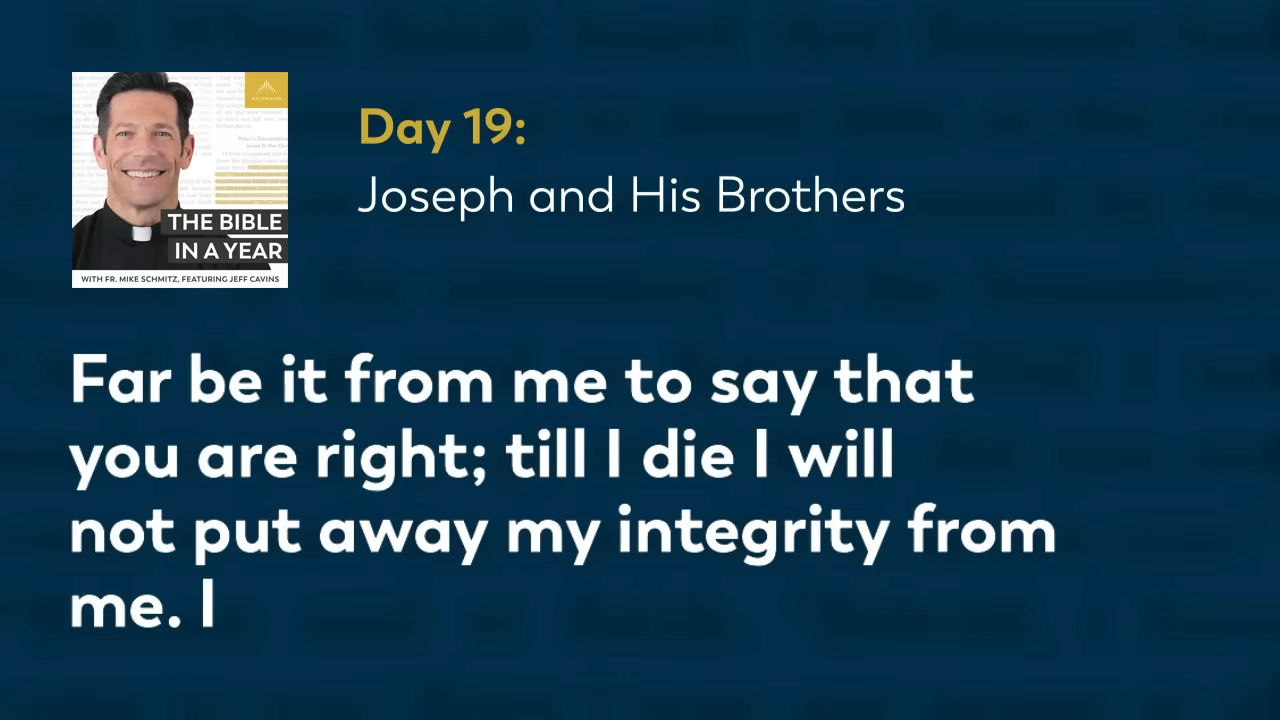 Day 19:
Joseph and His Brothers
THE BIBLE
IN A YEAR
WITH FR. MIKE SCHMITZ, FEATURING JEFF CAVINS
Far be it from me to say that
you are right; till I die I will
not put away my integrity from
me. I